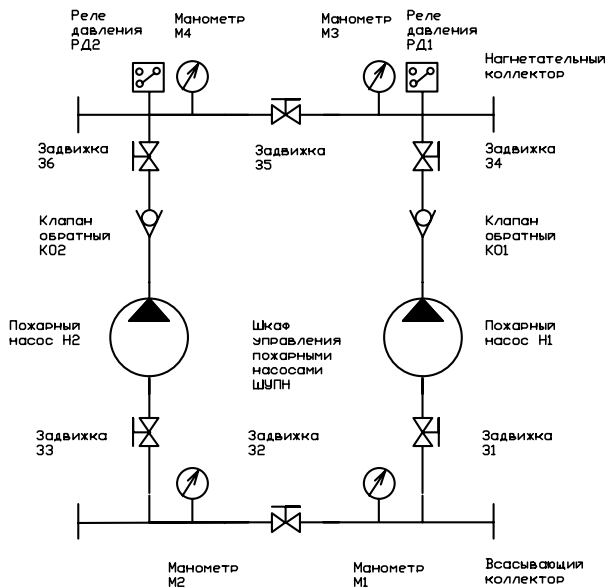 Реле
давления
РД2
Манометр
М4
Манометр
М3
Реле
давления
РД1
Нагнетательный
коллектор
Задвижка
З6
Задвижка
З5
Задвижка
З4
Клапан
обратный
КО2
Клапан
обратный
КО1
Пожарный
насос Н2
Шкаф
управления
пожарными
насосами
ШУПН
Пожарный
насос Н1
Задвижка
З3
Задвижка
З2
Задвижка
З1
Манометр
М2
Манометр
М1
Всасывающий
коллектор